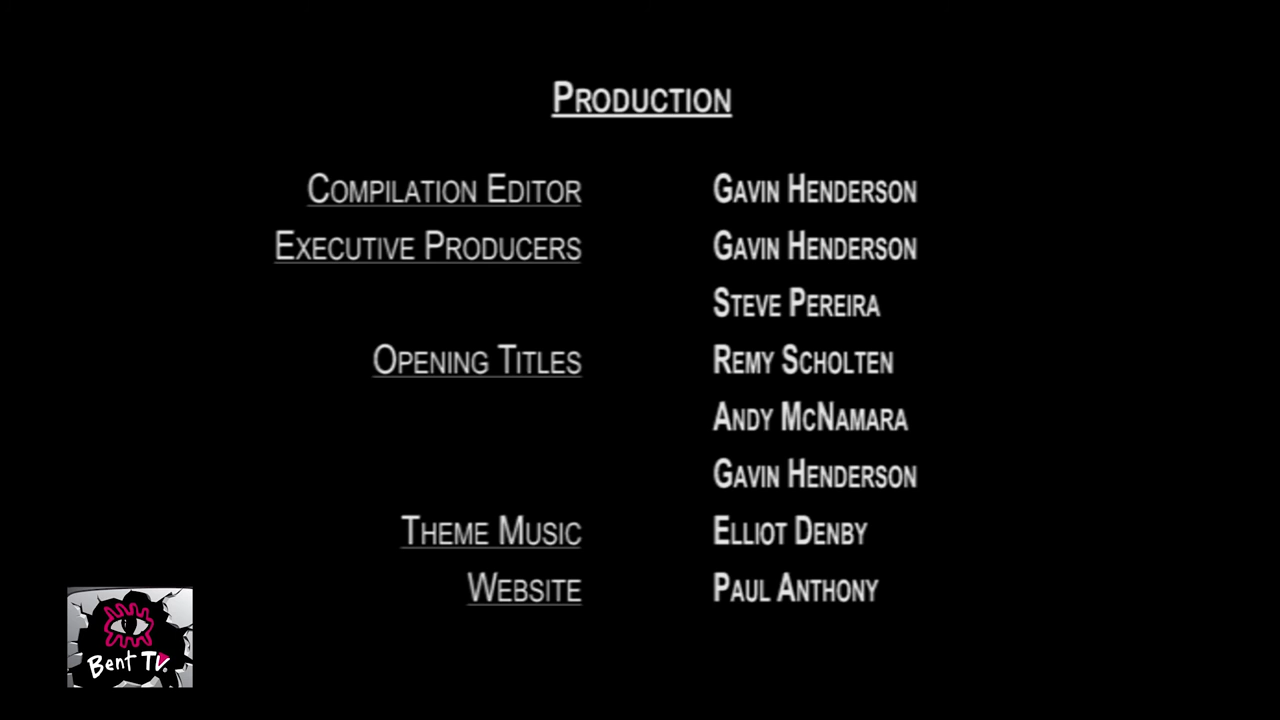 PRODUCTION
COMPILATION EDITOR GAVIN HENDERSON
EXECUTIVE PRODUCERS GAVIN HENDERSON
STEVE PEREIRA
OPENING TITLES REMY SCHOLTEN
ANDY MCNAMARA
GAVIN HENDERSON
THEME MUSIC ELLIOT DENBY
WEBSITE PAUL ANTHONY
Bent TV.